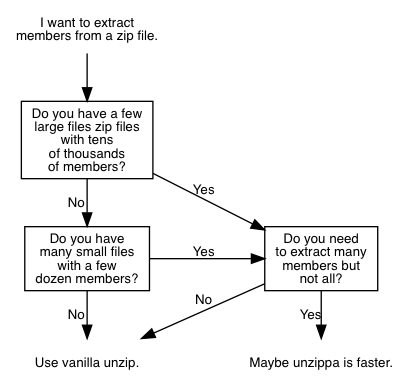 I want to extract
members from a zip file.
Do you have a few
large files zip files
with tens
of thousands
of members?
Yes
No
Do you have
many small files
with a few
dozen members?
Yes
Do you need
to extract many
members but
not all?
No
No
Yes
Use vanilla unzip.
Maybe unzippa is faster.